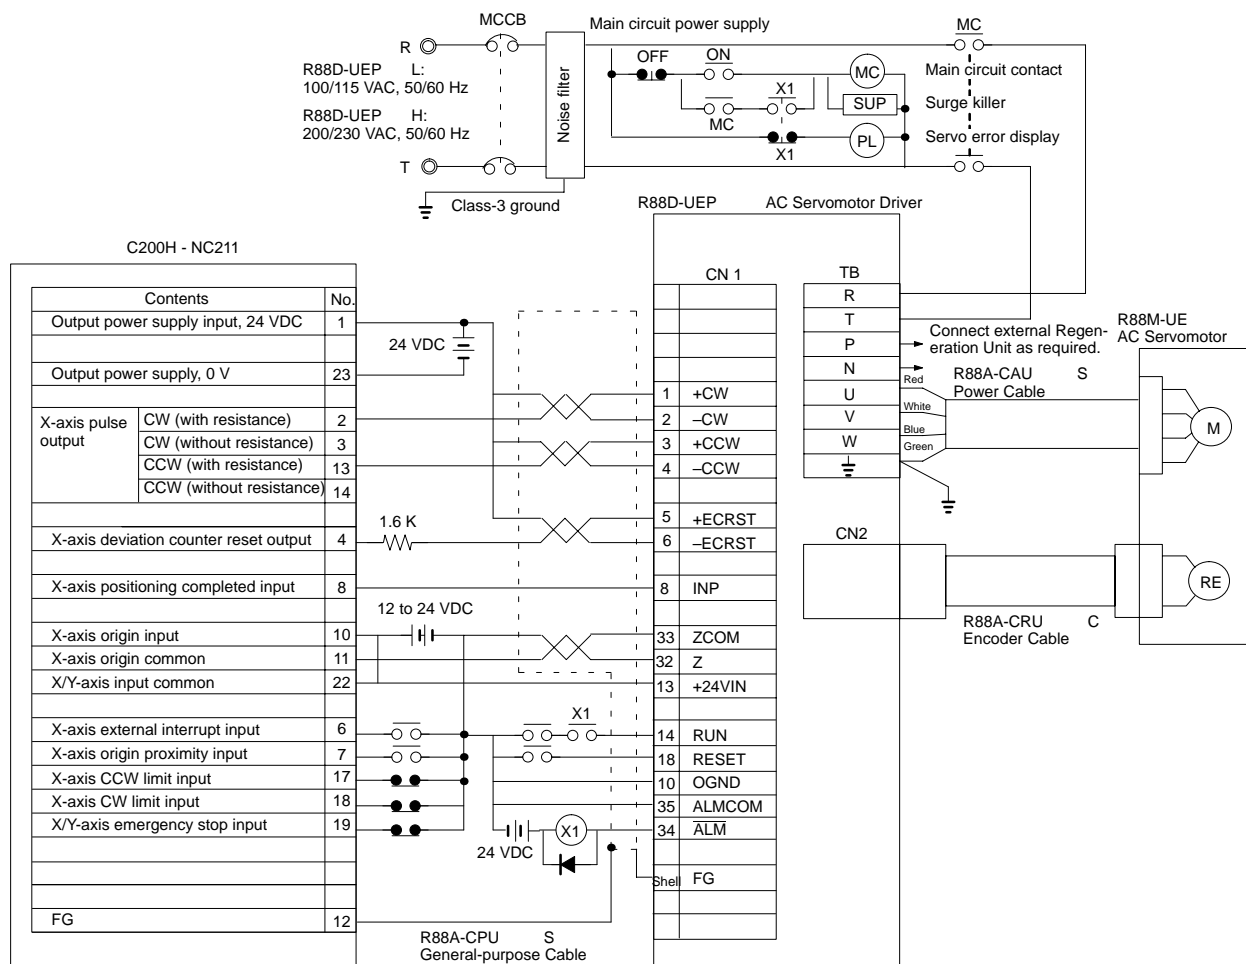 MCCB
Main circuit power supply
MC
R
R88D-UEP L:
100/115 VAC, 50/60 Hz
R88D-UEP H:
200/230 VAC, 50/60 Hz
T
Noise filter
OFF
ON
MC
Main circuit contact
MC
X1
SUP
Surge killer
X1
PL
Servo error display
Class-3 ground
R88D-UEP AC Servomotor Driver
C200H - NC211
Contents No.
Output power supply input, 24 VDC 1
Output power supply, 0 V 23
X-axis pulse output
CW (with resistance) 2
CW (without resistance) 3
CCW (with resistance) 13
CCW (without resistance) 14
X-axis deviation counter reset output 4
X-axis positioning completed input 8
X-axis origin input 10
X-axis origin common 11
X/Y-axis input common 22
X-axis external interrupt input 6
X-axis origin proximity input 7
X-axis CCW limit input 17
X-axis CW limit input 18
X/Y-axis emergency stop input 19
FG 12
24 VDC
1.6 K
12 to 24 VDC
X1
24 VDC
X1
R88A-CPU S
General-purpose Cable
CN 1
1 +CW
2 –CW
3 +CCW
4 –CCW
5 +ECRST
6 –ECRST
8 INP
33 ZCOM
32 Z
13 +24VIN
14 RUN
18 RESET
10 OGND
35 ALMCOM
34 ALM
Shell FG
TB
R
T
P
N
U
V
W
Connect external Regen-
eration Unit as required.
Red
White
Blue
Green
R88A-CAU S
Power Cable
R88M-UE
AC Servomotor
M
CN2
R88A-CRU C
Encoder Cable
RE